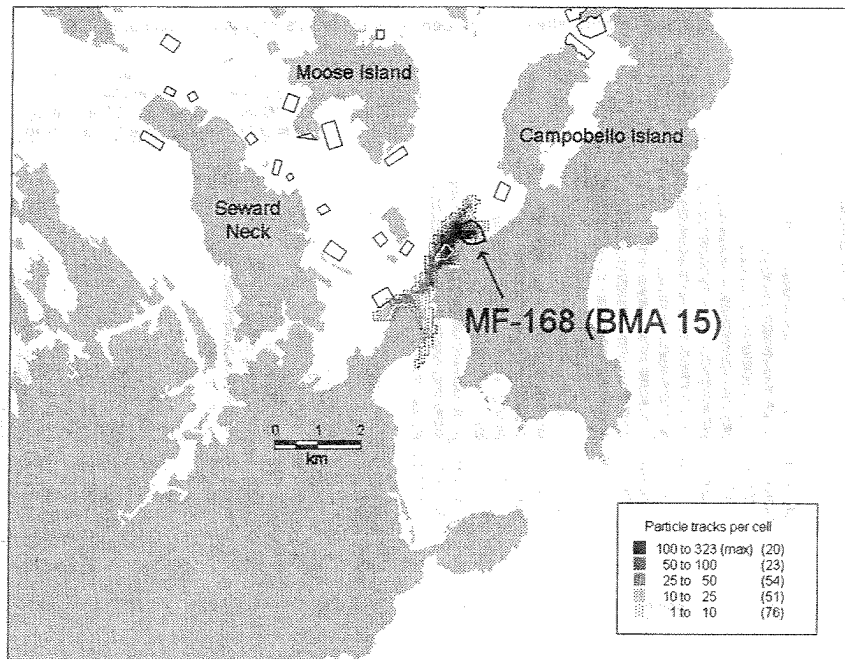 Moose Island
Campobello Island
Seward
Neck
MF-168 (BMA 15)
0 1 2
km
Particle tracks per cell
100 to 323 (max) (20)
50 to 100 (23)
25 to 50 (54)
10 to 25 (51)
1 to 10 (76)